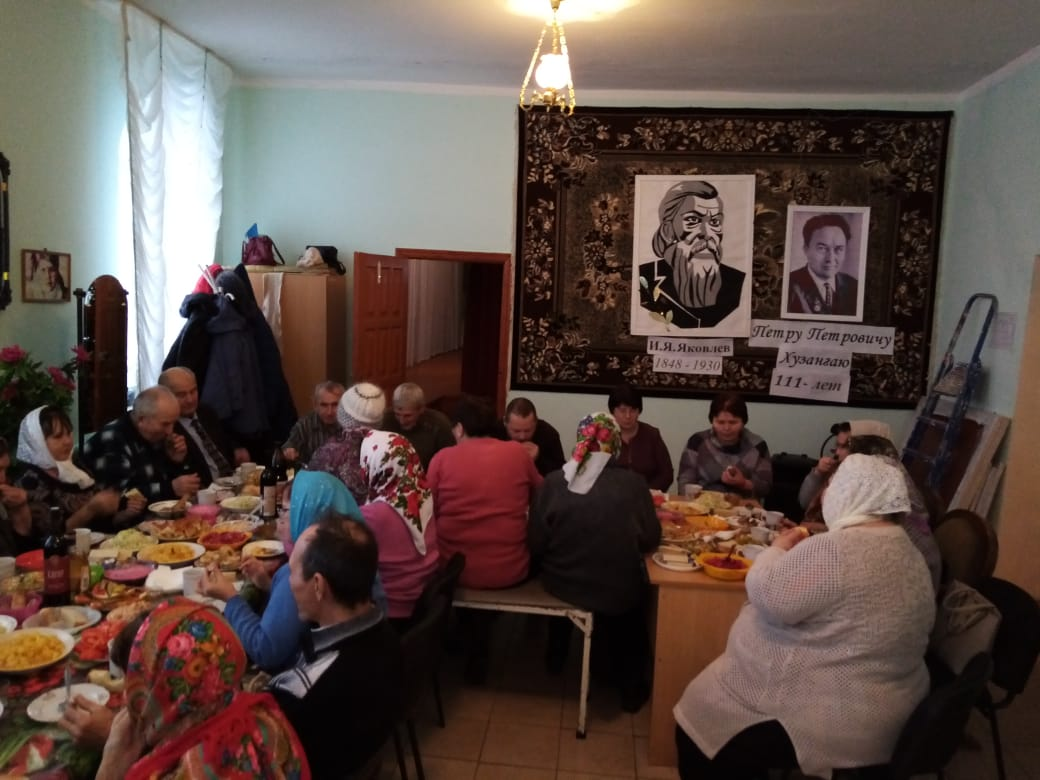 И.Я.Яковлев
1848 - 1930
Петру Петровичу
Хузангаю
111- лет